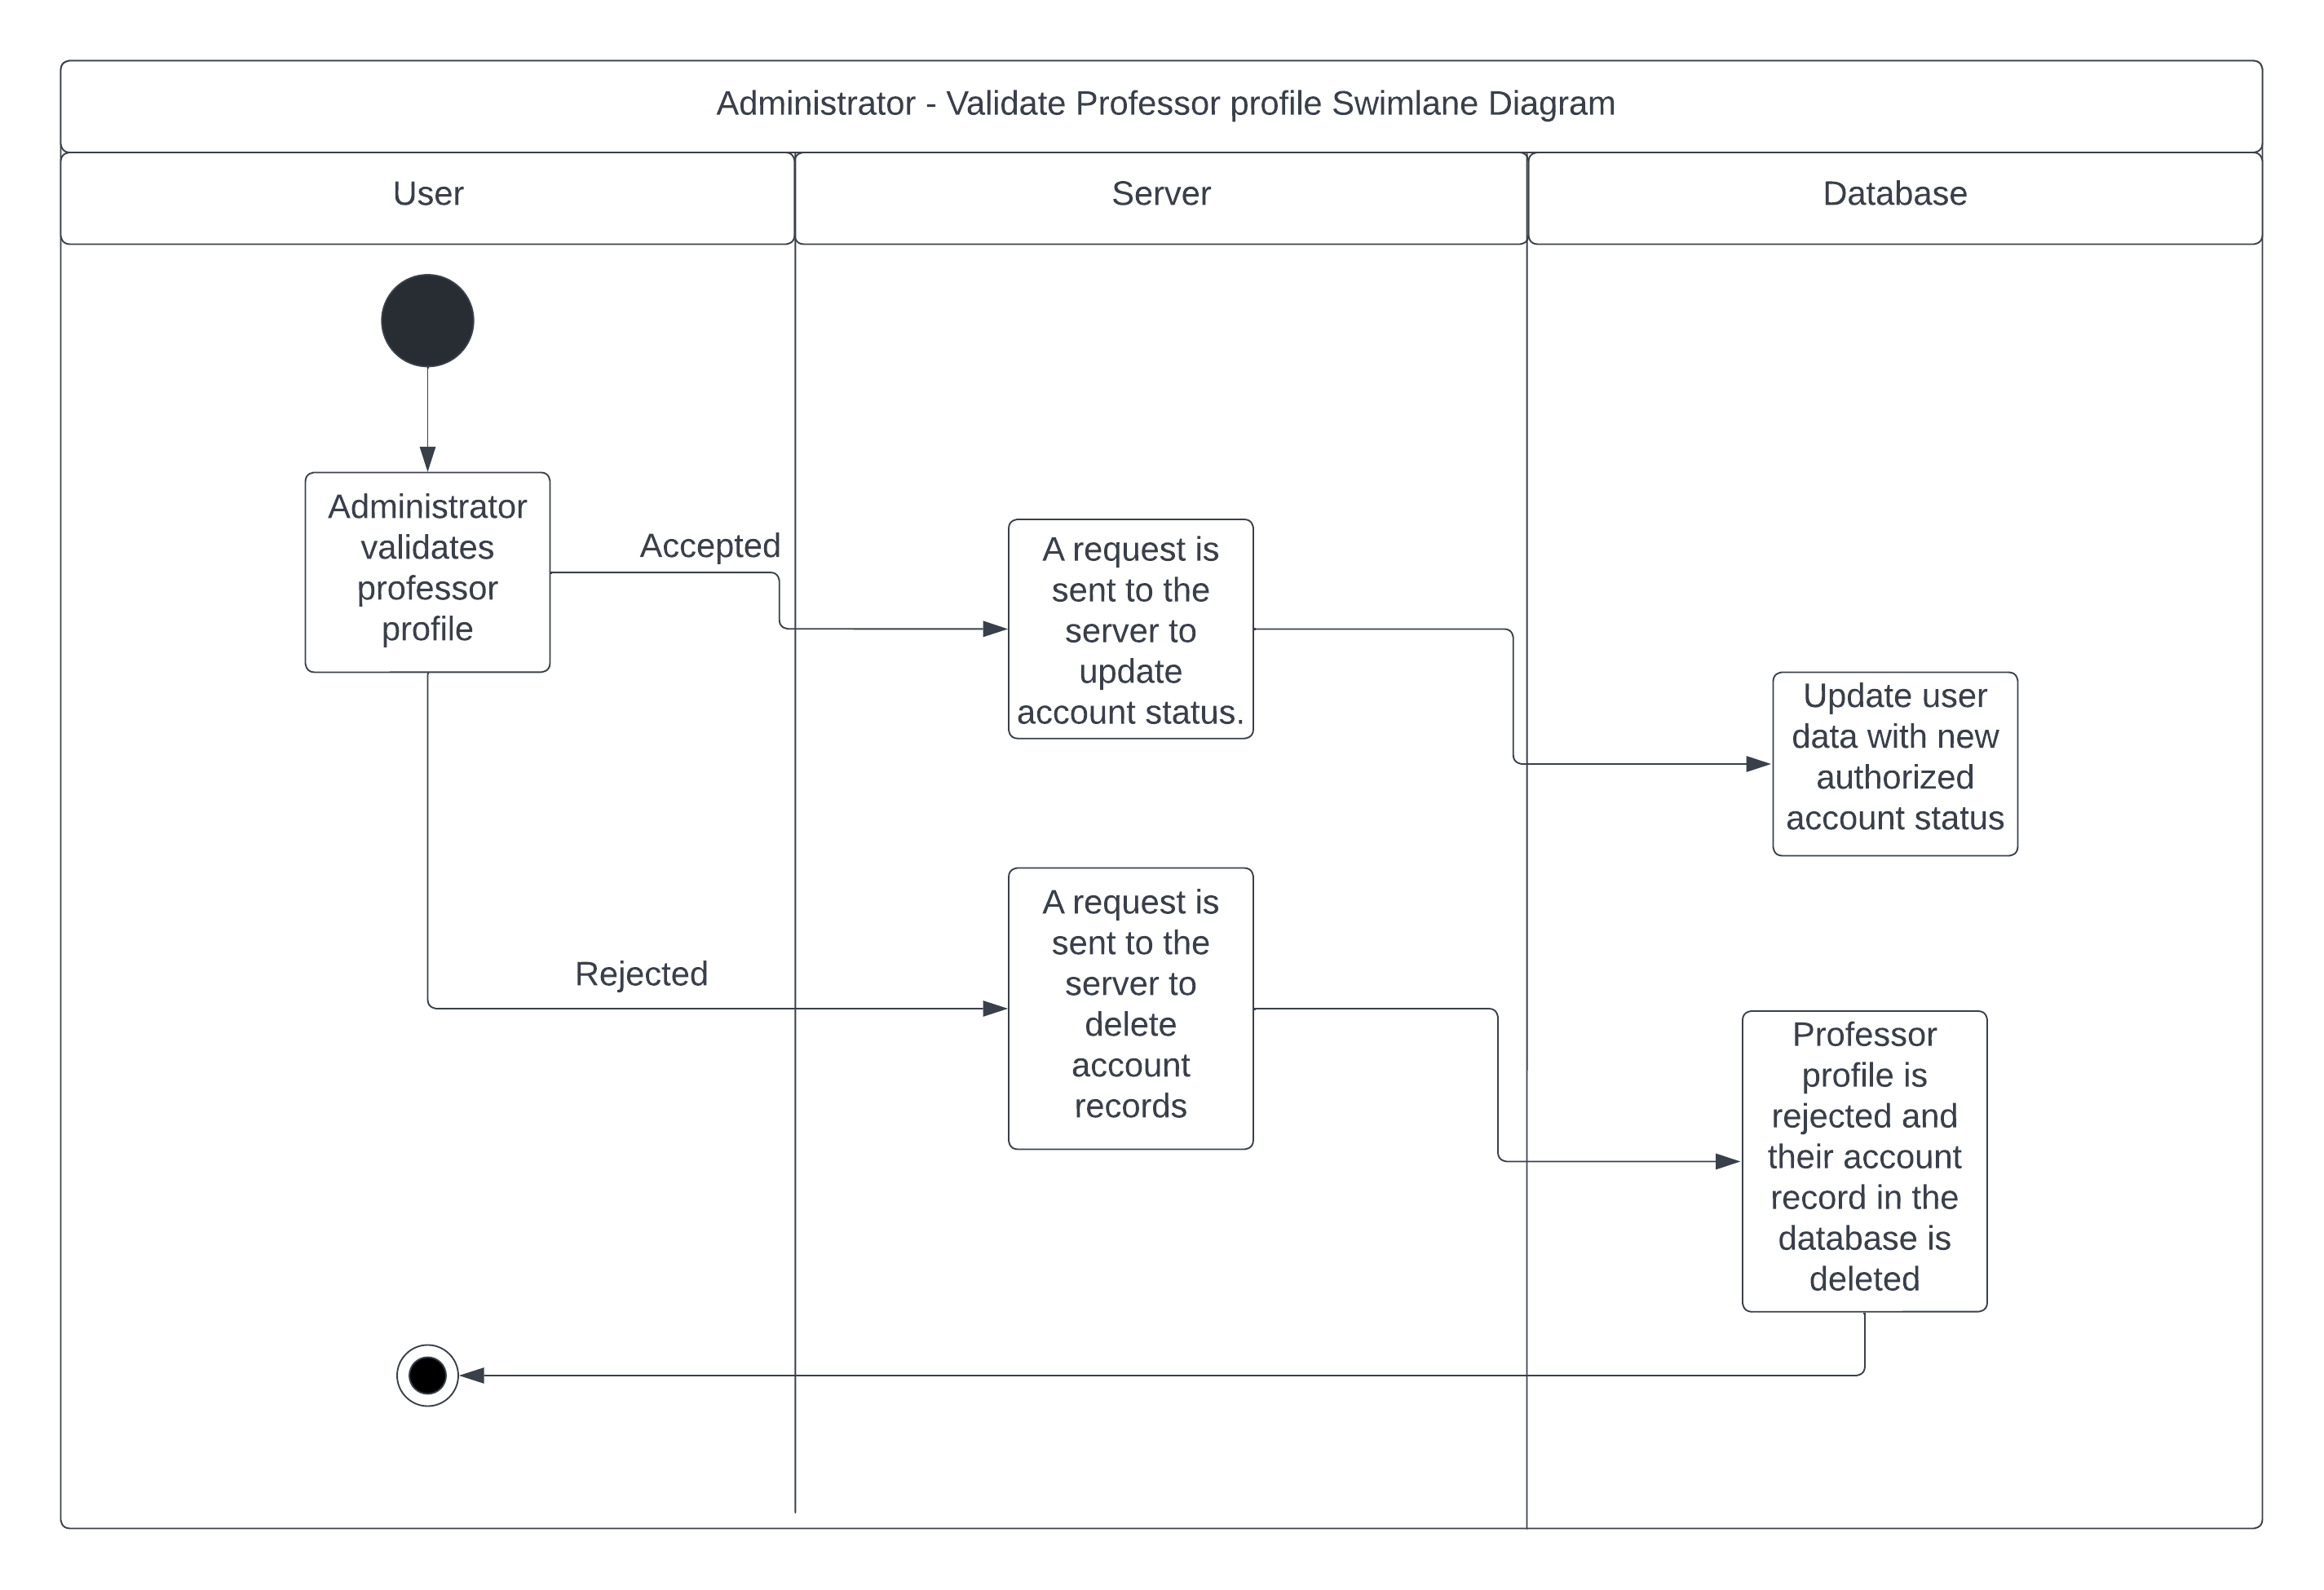 Administrator - Validate Professor profile Swimlane Diagram
User
Server
Database
Administrator
validates
professor
profile
Accepted
A request is
sent to the
server to
update
account status.
Update user
data with new
authorized
account status
Rejected
A request is
sent to the
server to
delete
account
records
Professor
profile is
rejected and
their account
record in the
database is
deleted